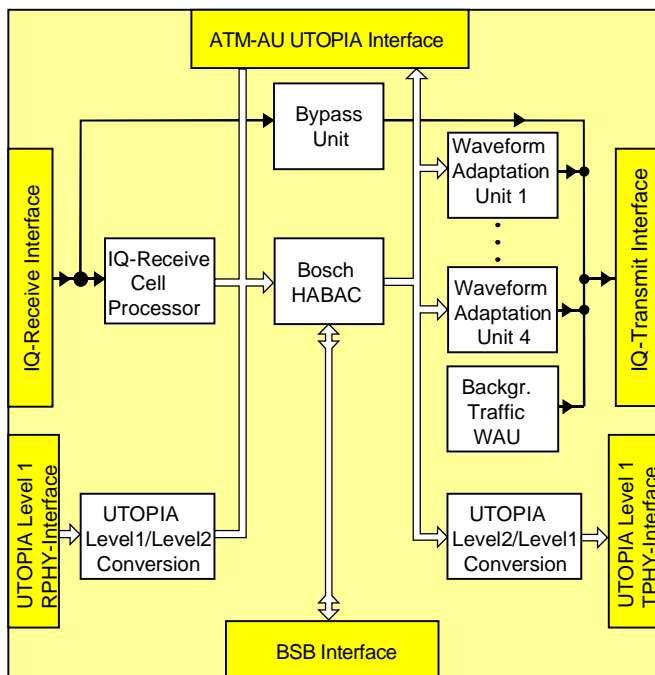 ATM-AU UTOPIA Interface
Bypass
Unit
Waveform
Adaptation
Unit 1
IQ-Receive Interface
IQ-Receive
Cell
Processor
Bosch
HABAC
Waveform
Adaptation
Unit 4
IQ-Transmit Interface
Backgr.
Traffic
WAU
UTOPIA Level 1
RPHY-Interface
UTOPIA
Level1/Level2
Conversion
UTOPIA
Level2/Level1
Conversion
UTOPIA Level 1
TPHY-Interface
BSB Interface